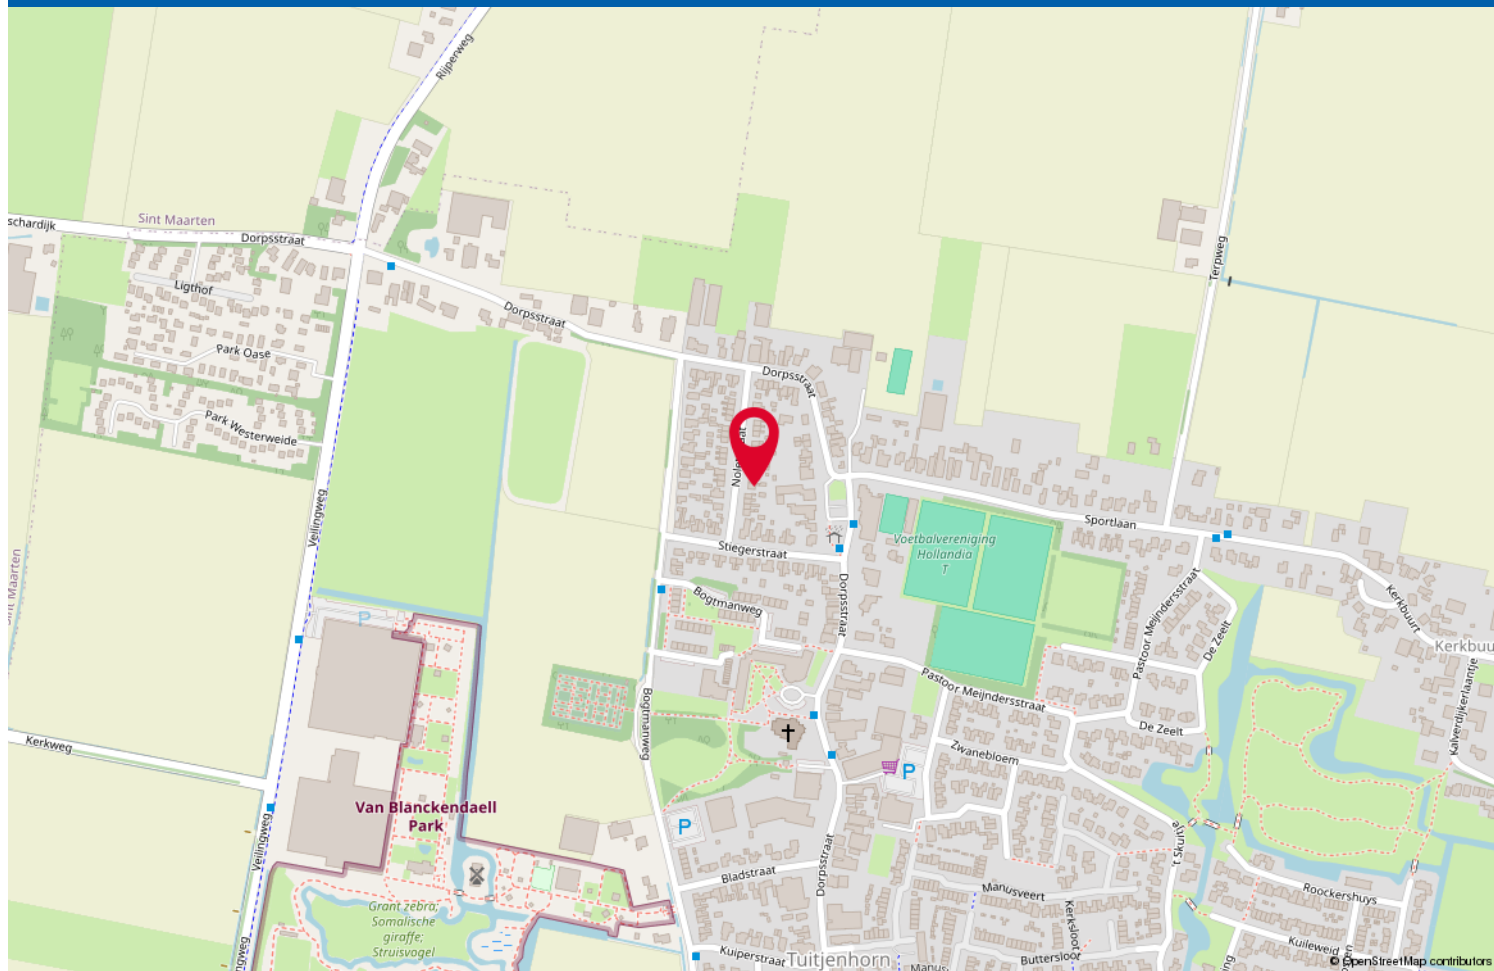 Rijperweg
schardijk
Sint Maarten
Dorpsstraat
Terpweg
Ligthof
Dorpsstraat
Park Oase
Dorpsstraat
Park Westerweide
Veilingweg
Sportlaan
Voetbalvereniging
Hollandia
T
Stiegerstraat
Sint Maarten
Bogtmanweg
Dorpsstraat
P
Pastoor Meijndersstraat
De Zeelt
Kerkbuurt
Kerkbuu
Pastoor Meijndersstraat
Kalverdijkerlaantje
Bogtmanweg
De Zeelt
Kerkweg
Zwanebloem
P
Van Blanckendaell
Park
P
Veilingweg
Dorpsstraat
Bladstraat
Manusveert
Roockershuys
Grant zebra;
Somalische
giraffe;
Struisvogel
Kerksloot
Kuileweid
Kuiperstraat
Tuitjenhorn
Buttersloot
© OpenStreetMap contributors